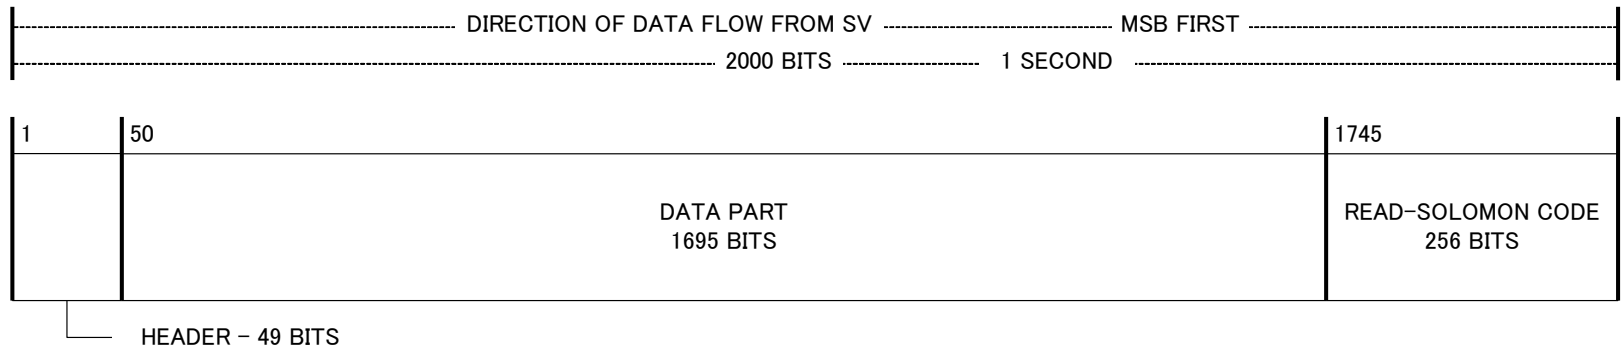 DIRECTION OF DATA FLOW FROM SV MSB FIRST
2000 BITS 1 SECOND
1 50 1745
DATA PART READ-SOLOMON CODE
1695 BITS 256 BITS
HEADER - 49 BITS